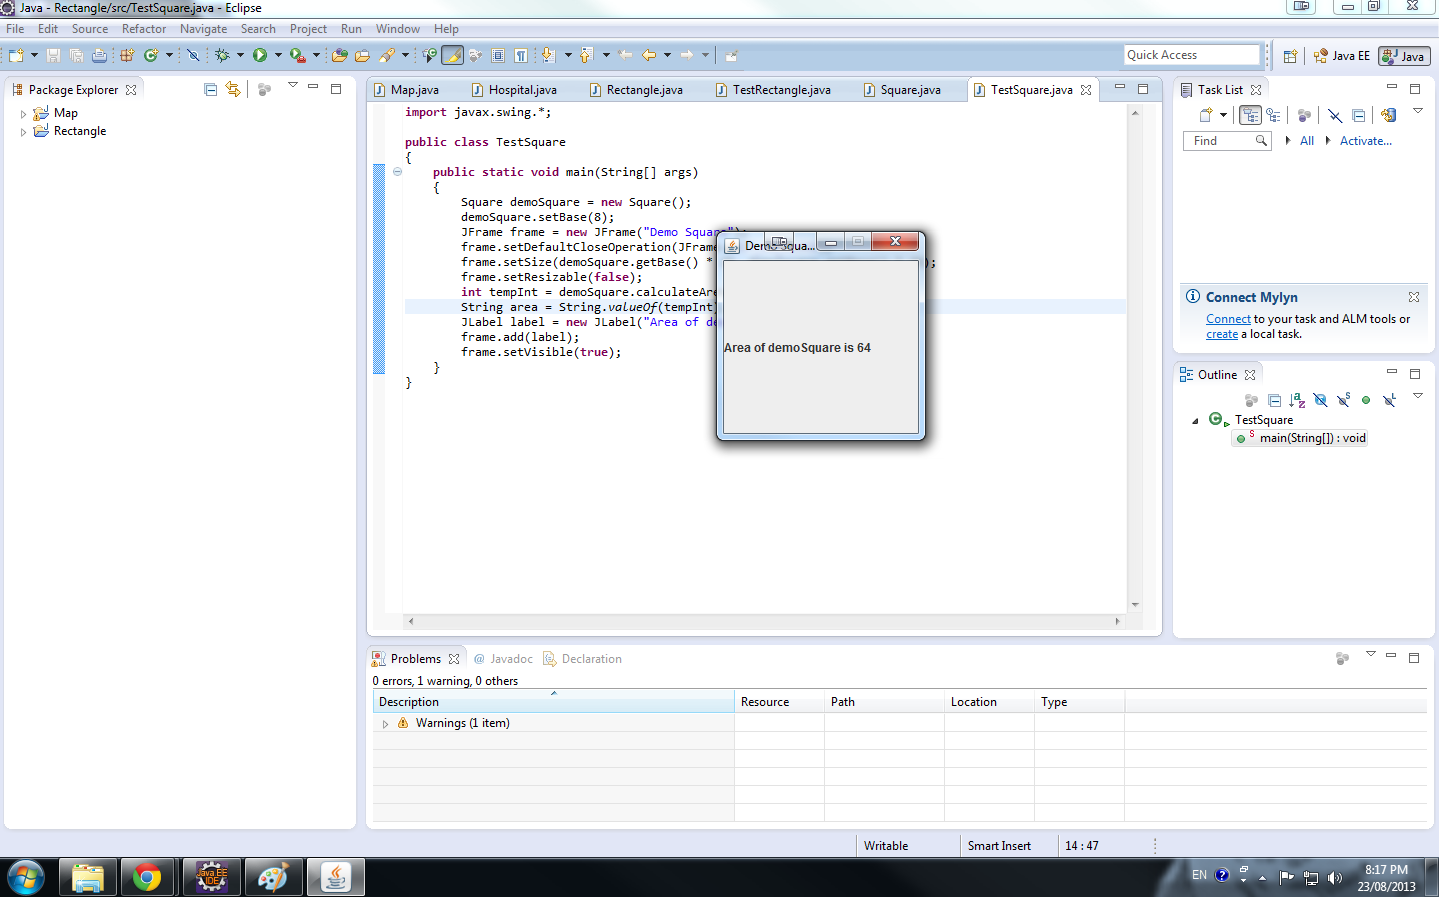 Java - Rectangle/src/TestSquare.java - Eclipse
File Edit Source Refactor Navigate Search Project Run Window Help
Quick Access
Java EE
Java
Package Explorer
Map
Rectangle
Map.java Hospital.java Rectangle.java TestRectangle.java Square.java TestSquare.java
import javax.swing.*;
public class TestSquare
{
public static void main(String[] args)
{
Square demoSquare = new Square();
demoSquare.setBase(8);
JFrame frame = new JFrame("Demo Square");
frame.setDefaultCloseOperation(JFrame
frame.setSize(demoSquare.getBase() * );
frame.setResizable(false);
int tempInt = demoSquare.calculateAre
String area = String.valueOf(tempInt)
JLabel label = new JLabel("Area of de
frame.add(label);
frame.setVisible(true);
}
}
Demo Squa...
Area of demoSquare is 64
Task List
Find
All
Activate...
Connect Mylyn
Connect to your task and ALM tools or
create a local task.
Outline
TestSquare
main(String[]) : void
Problems
@ Javadoc
Declaration
0 errors, 1 warning, 0 others
Description Resource Path Location Type
Warnings (1 item)
Writable
Smart Insert
14 : 47
Java EE
IDE
EN
8:17 PM
23/08/2013